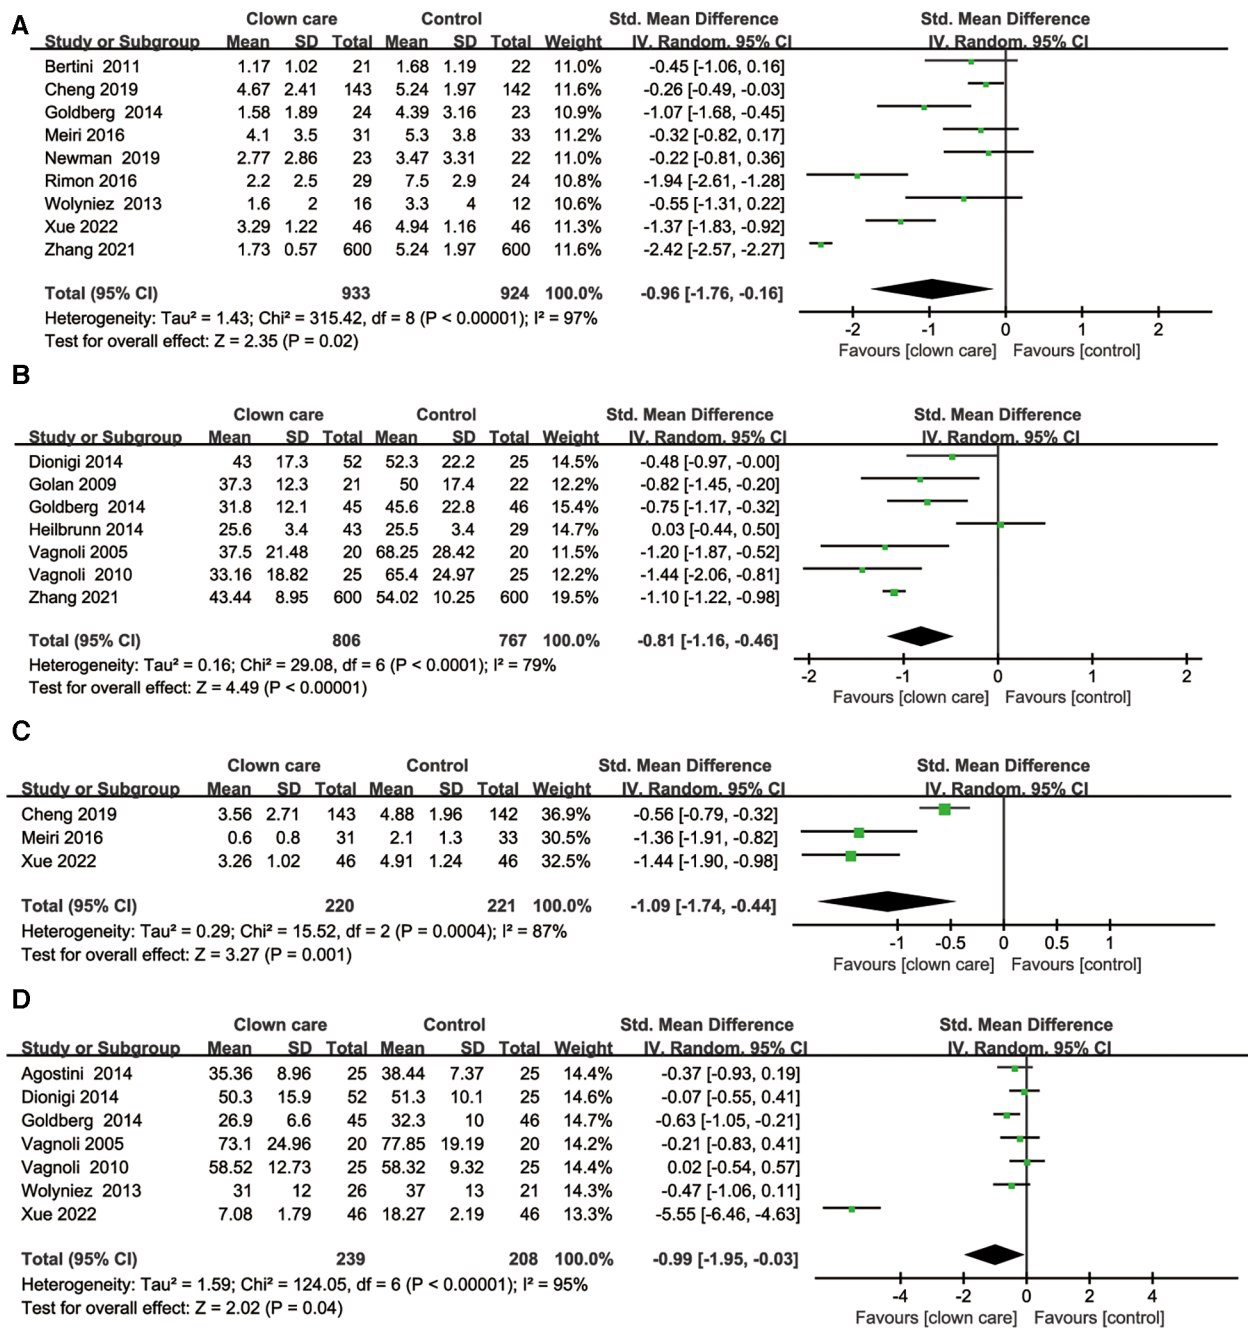 A
Clown care Control Std. Mean Difference Std. Mean Difference
Study or Subgroup Mean SD Total Mean SD Total Weight IV. Random. 95% CI IV. Random. 95% CI
Bertini 2011 1.17 1.02 21 1.68 1.19 22 11.0% -0.45 [-1.06, 0.16]
Cheng 2019 4.67 2.41 143 5.24 1.97 142 11.6% -0.26 [-0.49, -0.03]
Goldberg 2014 1.58 1.89 24 4.39 3.16 23 10.9% -1.07 [-1.68, -0.45]
Meiri 2016 4.1 3.5 31 5.3 3.8 33 11.2% -0.32 [-0.82, 0.17]
Newman 2019 2.77 2.86 23 3.47 3.31 22 11.0% -0.22 [-0.81, 0.36]
Rimon 2016 2.2 2.5 29 7.5 2.9 24 10.8% -1.94 [-2.61, -1.28]
Wolyniez 2013 1.6 2 16 3.3 4 12 10.6% -0.55 [-1.31, 0.22]
Xue 2022 3.29 1.22 46 4.94 1.16 46 11.3% -1.37 [-1.83, -0.92]
Zhang 2021 1.73 0.57 600 5.24 1.97 600 11.6% -2.42 [-2.57, -2.27]
Total (95% CI) 933 924 100.0% -0.96 [-1.76, -0.16]
Heterogeneity: Tau² = 1.43; Chi² = 315.42, df = 8 (P < 0.00001); I² = 97%
Test for overall effect: Z = 2.35 (P = 0.02)
-2 -1 0 1 2
Favours [clown care] Favours [control]
B
Clown care Control Std. Mean Difference Std. Mean Difference
Study or Subgroup Mean SD Total Mean SD Total Weight IV. Random. 95% CI IV. Random. 95% CI
Dionigi 2014 43 17.3 52 52.3 22.2 25 14.5% -0.48 [-0.97, -0.00]
Golan 2009 37.3 12.3 21 50 17.4 22 12.2% -0.82 [-1.45, -0.20]
Goldberg 2014 31.8 12.1 45 45.6 22.8 46 15.4% -0.75 [-1.17, -0.32]
Heilbrunn 2014 25.6 3.4 43 25.5 3.4 29 14.7% 0.03 [-0.44, 0.50]
Vagnoli 2005 37.5 21.48 20 68.25 28.42 20 11.5% -1.20 [-1.87, -0.52]
Vagnoli 2010 33.16 18.82 25 65.4 24.97 25 12.2% -1.44 [-2.06, -0.81]
Zhang 2021 43.44 8.95 600 54.02 10.25 600 19.5% -1.10 [-1.22, -0.98]
Total (95% CI) 806 767 100.0% -0.81 [-1.16, -0.46]
Heterogeneity: Tau² = 0.16; Chi² = 29.08, df = 6 (P < 0.0001); I² = 79%
Test for overall effect: Z = 4.49 (P < 0.00001)
-2 -1 0 1 2
Favours [clown care] Favours [control]
C
Clown care Control Std. Mean Difference Std. Mean Difference
Study or Subgroup Mean SD Total Mean SD Total Weight IV. Random. 95% CI IV. Random. 95% CI
Cheng 2019 3.56 2.71 143 4.88 1.96 142 36.9% -0.56 [-0.79, -0.32]
Meiri 2016 0.6 0.8 31 2.1 1.3 33 30.5% -1.36 [-1.91, -0.82]
Xue 2022 3.26 1.02 46 4.91 1.24 46 32.5% -1.44 [-1.90, -0.98]
Total (95% CI) 220 221 100.0% -1.09 [-1.74, -0.44]
Heterogeneity: Tau² = 0.29; Chi² = 15.52, df = 2 (P = 0.0004); I² = 87%
Test for overall effect: Z = 3.27 (P = 0.001)
-1 -0.5 0 0.5 1
Favours [clown care] Favours [control]
D
Clown care Control Std. Mean Difference Std. Mean Difference
Study or Subgroup Mean SD Total Mean SD Total Weight IV. Random. 95% CI IV. Random. 95% CI
Agostini 2014 35.36 8.96 25 38.44 7.37 25 14.4% -0.37 [-0.93, 0.19]
Dionigi 2014 50.3 15.9 52 51.3 10.1 25 14.6% -0.07 [-0.55, 0.41]
Goldberg 2014 26.9 6.6 45 32.3 10 46 14.7% -0.63 [-1.05, -0.21]
Vagnoli 2005 73.1 24.96 20 77.85 19.19 20 14.2% -0.21 [-0.83, 0.41]
Vagnoli 2010 58.52 12.73 25 58.32 9.32 25 14.4% 0.02 [-0.54, 0.57]
Wolyniez 2013 31 12 26 37 13 21 14.3% -0.47 [-1.06, 0.11]
Xue 2022 7.08 1.79 46 18.27 2.19 46 13.3% -5.55 [-6.46, -4.63]
Total (95% CI) 239 208 100.0% -0.99 [-1.95, -0.03]
Heterogeneity: Tau² = 1.59; Chi² = 124.05, df = 6 (P < 0.00001); I² = 95%
Test for overall effect: Z = 2.02 (P = 0.04)
-4 -2 0 2 4
Favours [clown care] Favours [control]